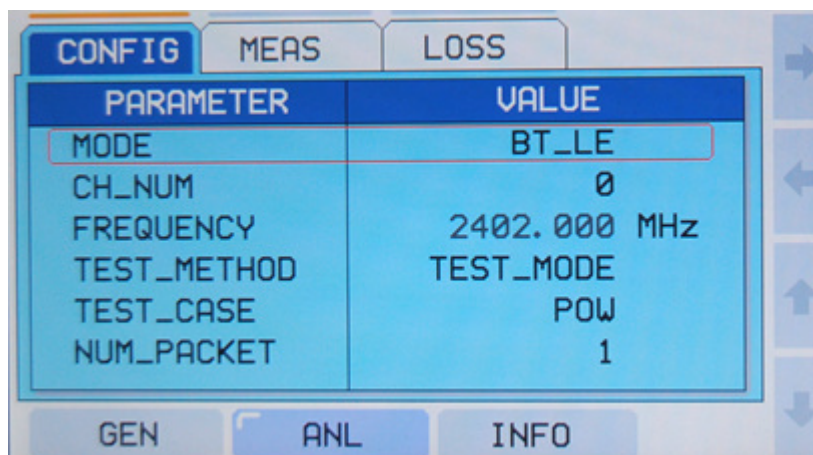 CONFIG MEAS LOSS
PARAMETER VALUE
MODE BT_LE
CH_NUM 0
FREQUENCY 2402.000 MHz
TEST_METHOD TEST_MODE
TEST_CASE POW
NUM_PACKET 1
GEN ANL INFO